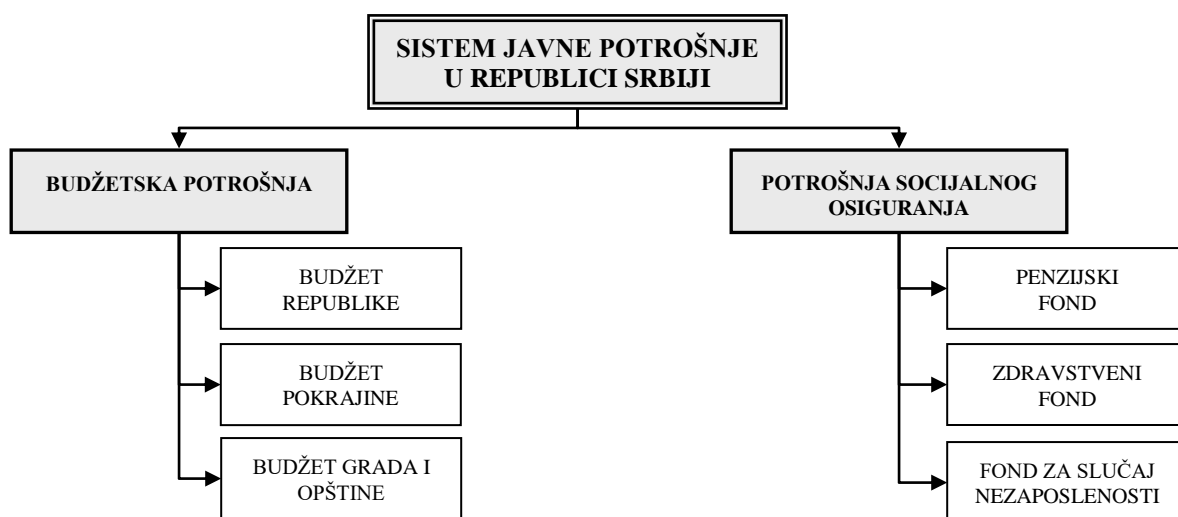 SISTEM JAVNE POTROŠNJE
U REPUBLICI SRBIJI
BUDŽETSKA POTROŠNJA
BUDŽET
REPUBLIKE
BUDŽET
POKRAJINE
BUDŽET GRADA I
OPŠTINE
POTROŠNJA SOCIJALNOG
OSIGURANJA
PENZIJSKI
FOND
ZDRAVSTVENI
FOND
FOND ZA SLUČAJ
NEZAPOSLENOSTI